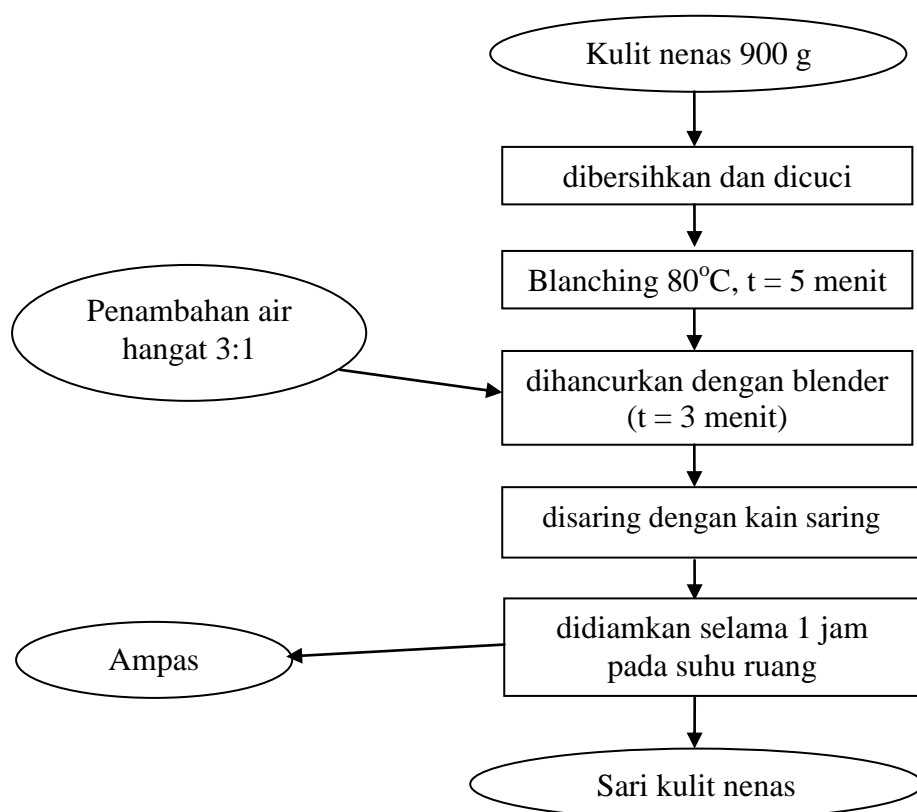 Kulit nenas 900 g
dibersihkan dan dicuci
Blanching 80°C, t = 5 menit
Penambahan air
hangat 3:1
dihancurkan dengan blender
(t = 3 menit)
disaring dengan kain saring
didiamkan selama 1 jam
pada suhu ruang
Ampas
Sari kulit nenas